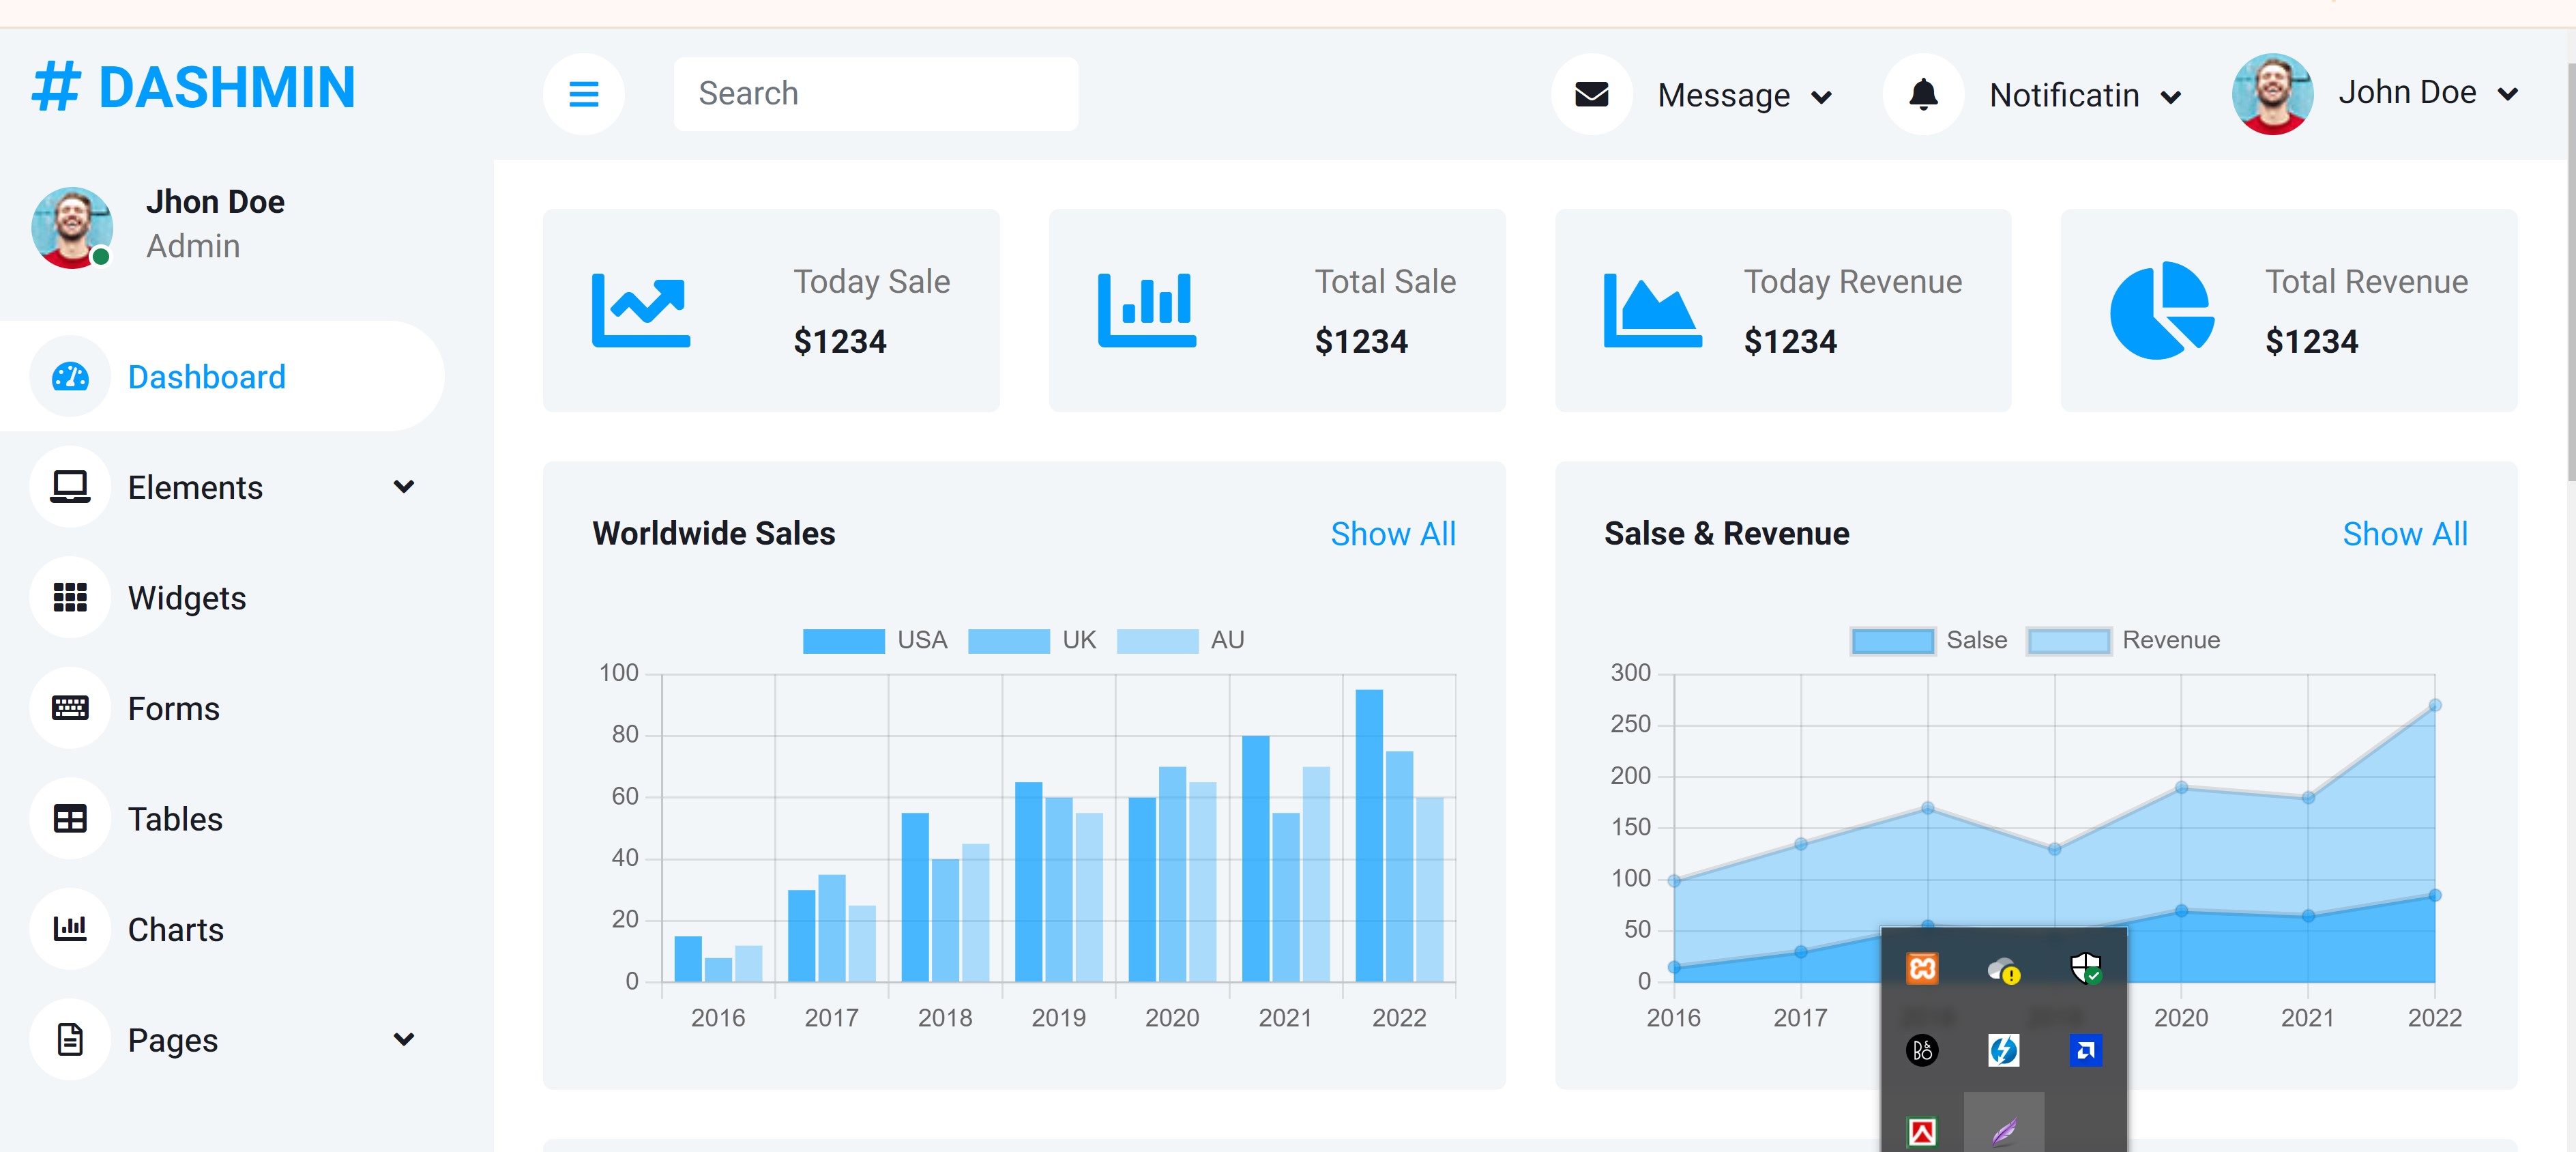 # DASHMIN
Search
Message
Notificatin
John Doe
Jhon Doe
Admin
Dashboard
Elements
Widgets
Forms
Tables
Charts
Pages
Today Sale
$1234
Total Sale
$1234
Today Revenue
$1234
Total Revenue
$1234
Worldwide Sales
Show All
USA UK AU
100
80
60
40
20
0
2016 2017 2018 2019 2020 2021 2022
Salse & Revenue
Show All
Salse Revenue
300
250
200
150
100
50
0
2016 2017 2020 2021 2022
B&O